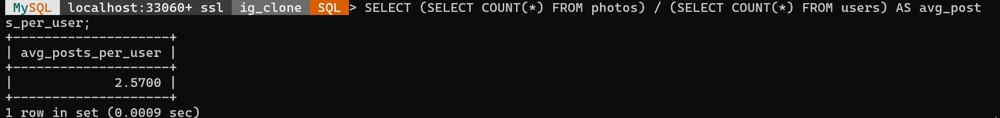 MySQL localhost:33060+ ssl ig_clone SQL > SELECT (SELECT COUNT(*) FROM photos) / (SELECT COUNT(*) FROM users) AS avg_post
s_per_user;
+--------------------+
| avg_posts_per_user |
+--------------------+
|             2.5700 |
+--------------------+
1 row in set (0.0009 sec)